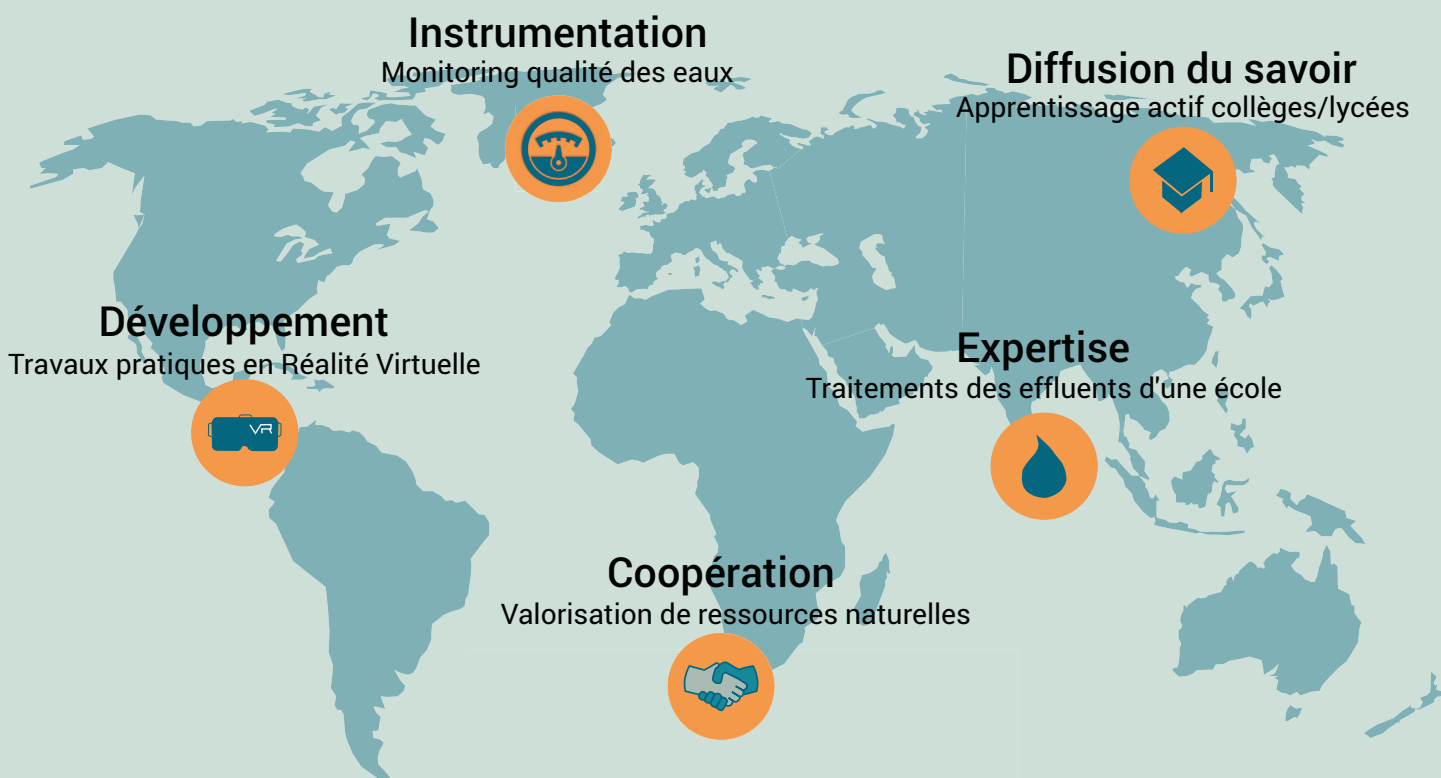 Instrumentation
Monitoring qualité des eaux
Diffusion du savoir
Apprentissage actif collèges/lycées
Développement
Travaux pratiques en Réalité Virtuelle
VR
Expertise
Traitements des effluents d'une école
Coopération
Valorisation de ressources naturelles